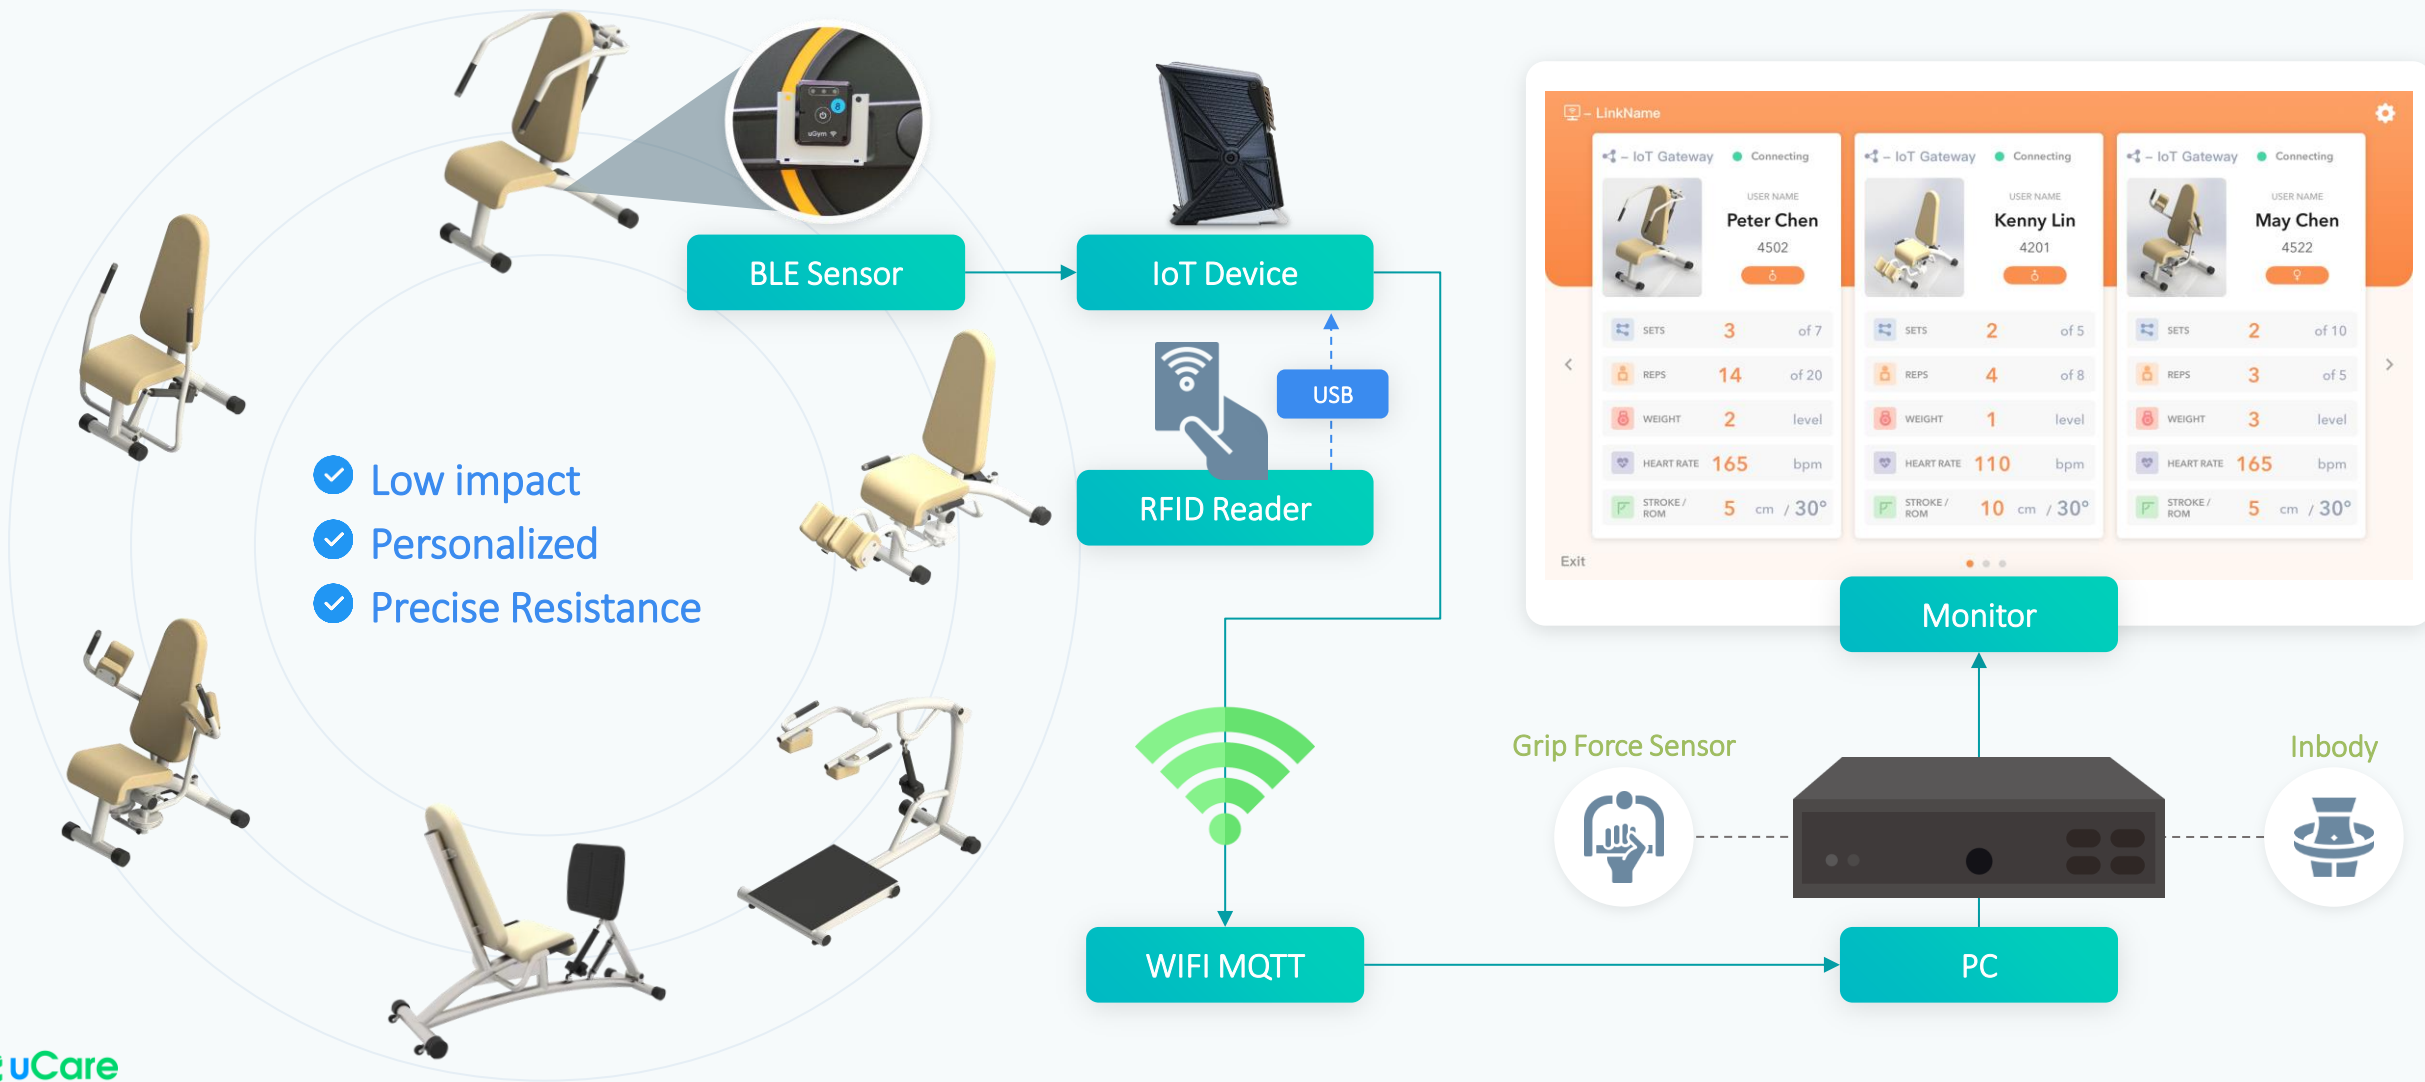 8
uGym
BLE Sensor
IoT Device
USB
RFID Reader
Low impact
Personalized
Precise Resistance
WIFI MQTT
– LinkName
– IoT Gateway Connecting
USER NAME
Peter Chen
4502
SETS 3 of 7
REPS 14 of 20
WEIGHT 2 level
HEART RATE 165 bpm
STROKE / ROM 5 cm / 30°
– IoT Gateway Connecting
USER NAME
Kenny Lin
4201
SETS 2 of 5
REPS 4 of 8
WEIGHT 1 level
HEART RATE 110 bpm
STROKE / ROM 10 cm / 30°
– IoT Gateway Connecting
USER NAME
May Chen
4522
SETS 2 of 10
REPS 3 of 5
WEIGHT 3 level
HEART RATE 165 bpm
STROKE / ROM 5 cm / 30°
Exit
Monitor
Grip Force Sensor
Inbody
PC
uCare